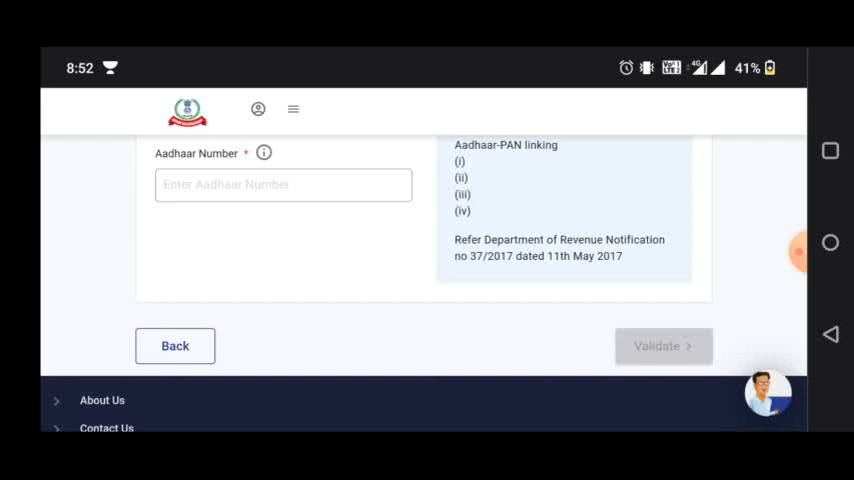 8:52
4G
41%
Aadhaar Number *
Enter Aadhaar Number
Aadhaar-PAN linking
(i)
(ii)
(iii)
(iv)
Refer Department of Revenue Notification
no 37/2017 dated 11th May 2017
Back
Validate
About Us
Contact Us